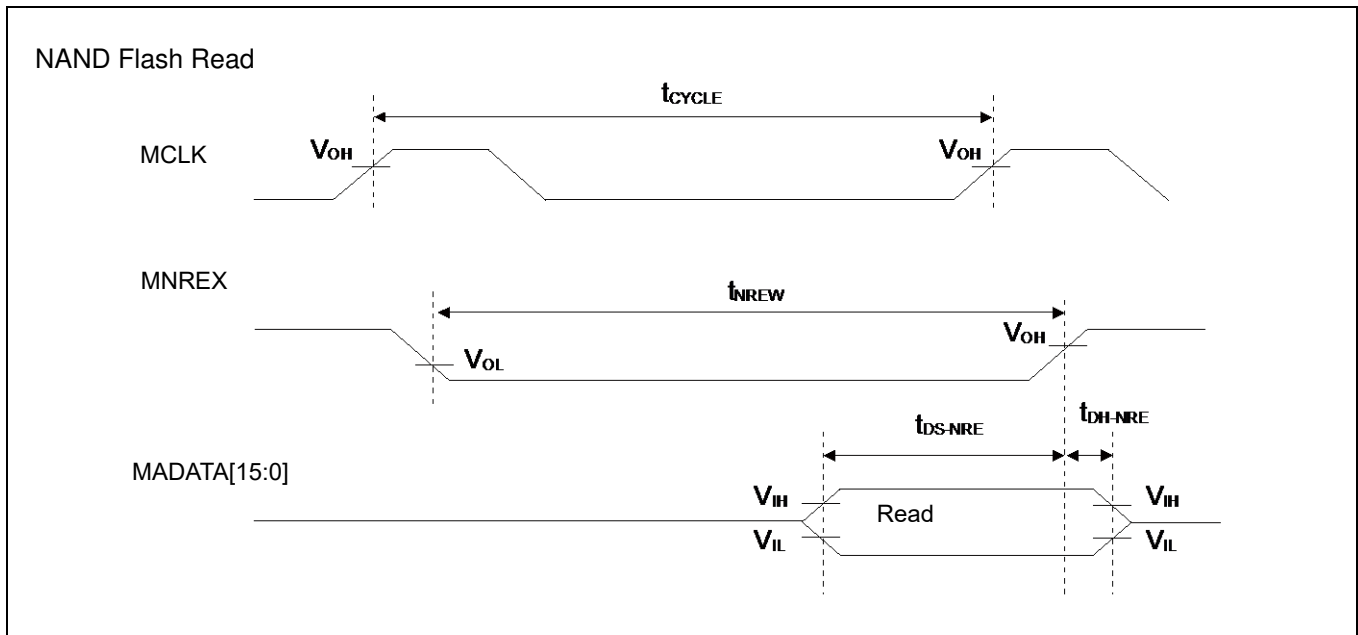 NAND Flash Read
tCYCLE
MCLK
VOH
VOH
MNREX
tNREW
VOH
VOL
tDS-NRE
tDH-NRE
MADATA[15:0]
VIH
Read
VIH
VIL
VIL